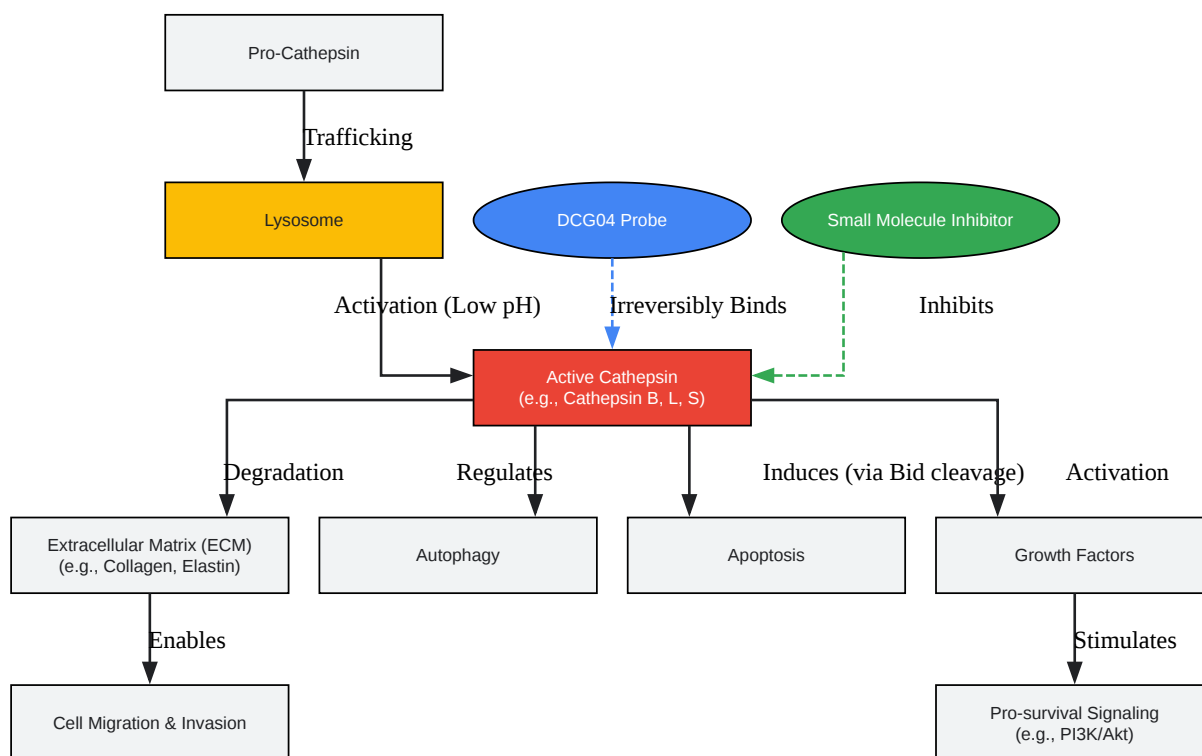 Pro-Cathepsin
Trafficking
Lysosome
DCG04 Probe
Small Molecule Inhibitor
Activation (Low pH)
Irreversibly Binds
Inhibits
Active Cathepsin
(e.g., Cathepsin B, L, S)
Degradation
Regulates
Induces (via Bid cleavage)
Activation
Extracellular Matrix (ECM)
(e.g., Collagen, Elastin)
Autophagy
Apoptosis
Growth Factors
Enables
Stimulates
Cell Migration & Invasion
Pro-survival Signaling
(e.g., PI3K/Akt)